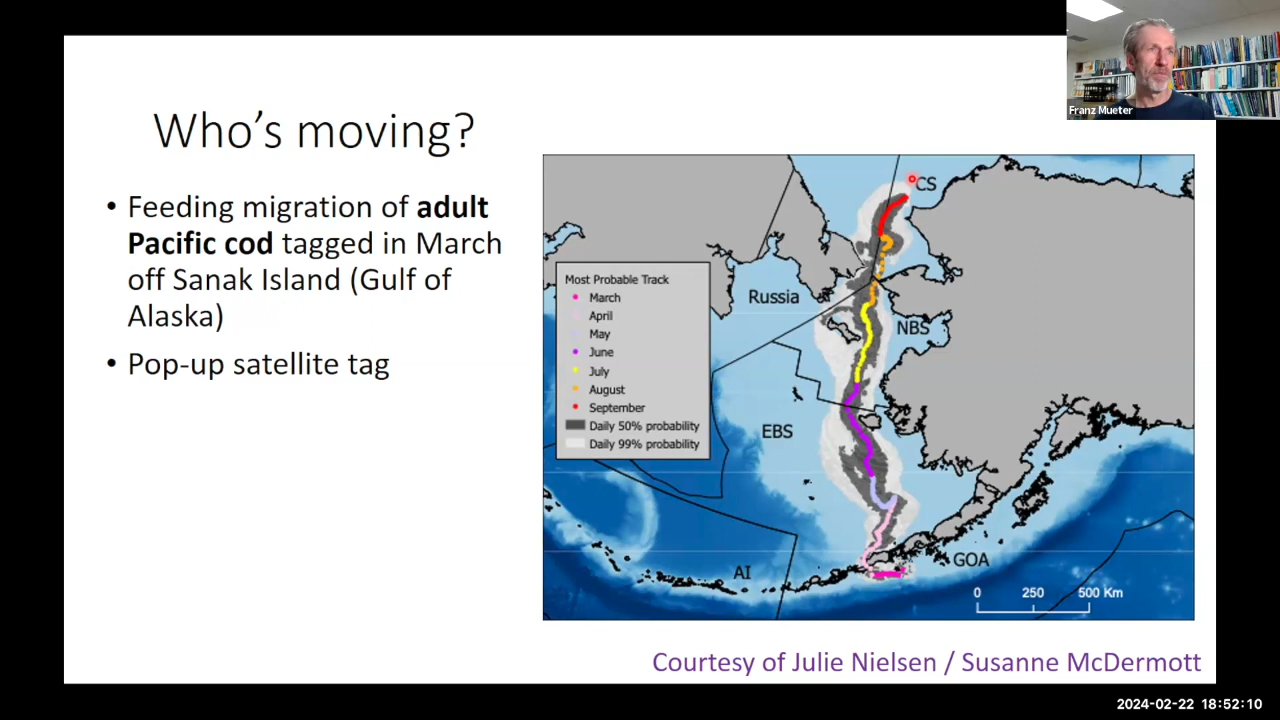 Franz Mueter
Who's moving?
• Feeding migration of adult
Pacific cod tagged in March
off Sanak Island (Gulf of
Alaska)
• Pop-up satellite tag
CS
Most Probable Track
March
April
May
June
July
August
September
Daily 50% probability
Daily 99% probability
Russia
NBS
EBS
AI
GOA
0 250 500 Km
Courtesy of Julie Nielsen / Susanne McDermott
2024-02-22 18:52:10